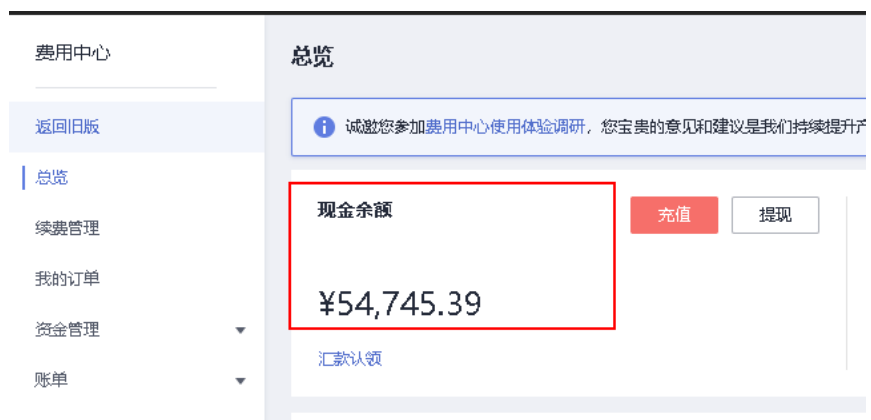 费用中心
返回旧版
总览
续费管理
我的订单
资金管理
账单
总览
诚邀您参加费用中心使用体验调研，您宝贵的意见和建议是我们持续提升产
现金余额
充值
提现
¥54,745.39
汇款认领